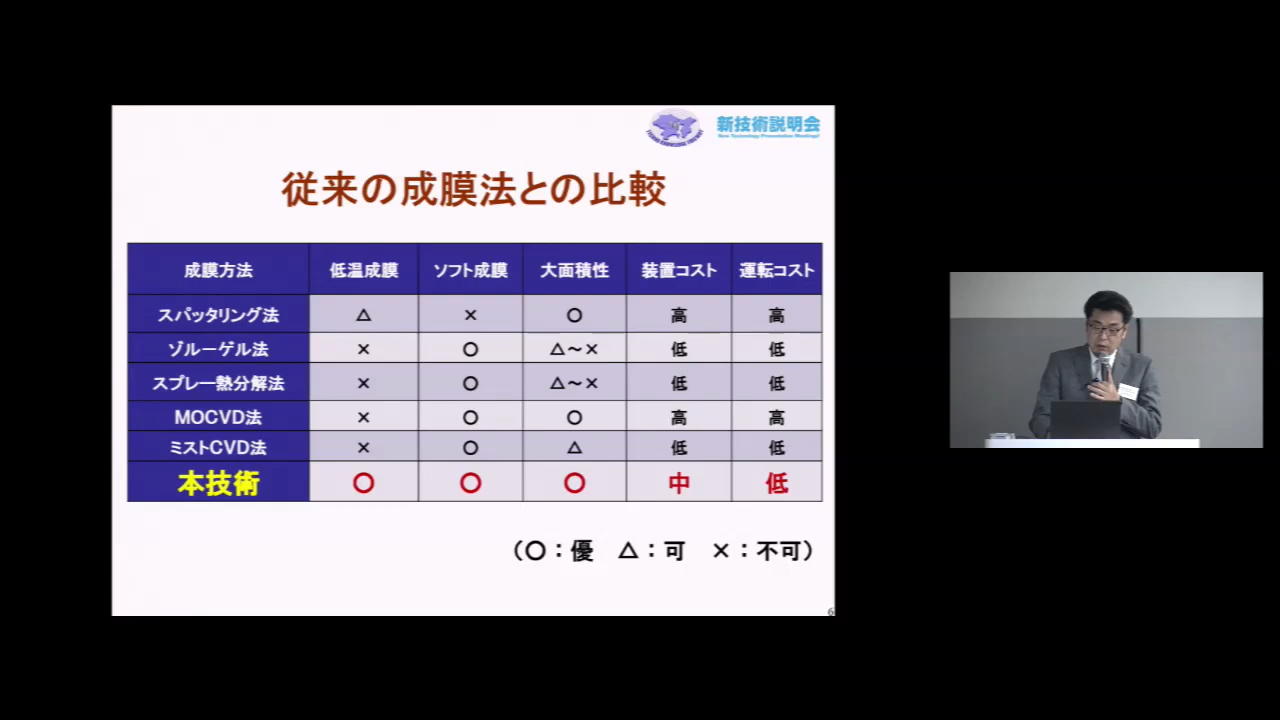 新技術説明会
New Technology Presentation Meetings!
従来の成膜法との比較
成膜方法 低温成膜 ソフト成膜 大面積性 装置コスト 運転コスト
スパッタリング法 △ × ○ 高 高
ゾルーゲル法 × ○ △～× 低 低
スプレー熱分解法 × ○ △～× 低 低
MOCVD法 × ○ ○ 高 高
ミストCVD法 × ○ △ 低 低
本技術 ○ ○ ○ 中 低
（○：優　△：可　×：不可）
6